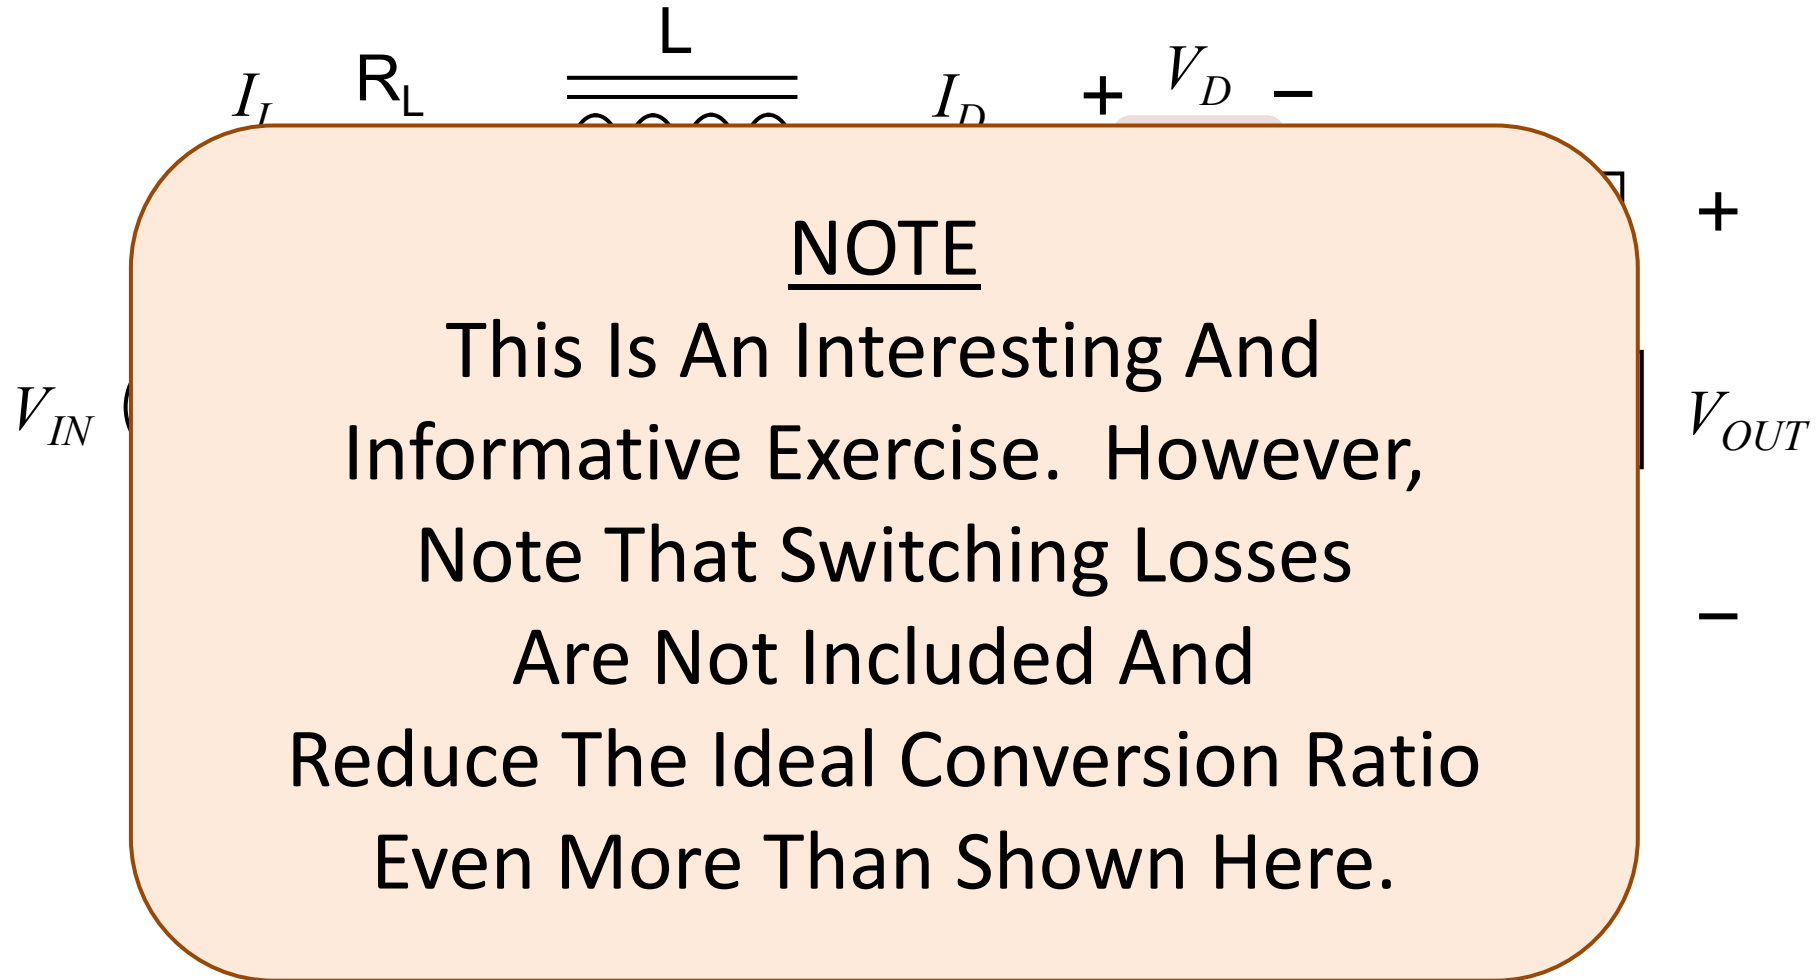 L
I_L R_L I_D + V_D −
NOTE
This Is An Interesting And
Informative Exercise.  However,
Note That Switching Losses
Are Not Included And
Reduce The Ideal Conversion Ratio
Even More Than Shown Here.
V_IN
+
V_OUT
−